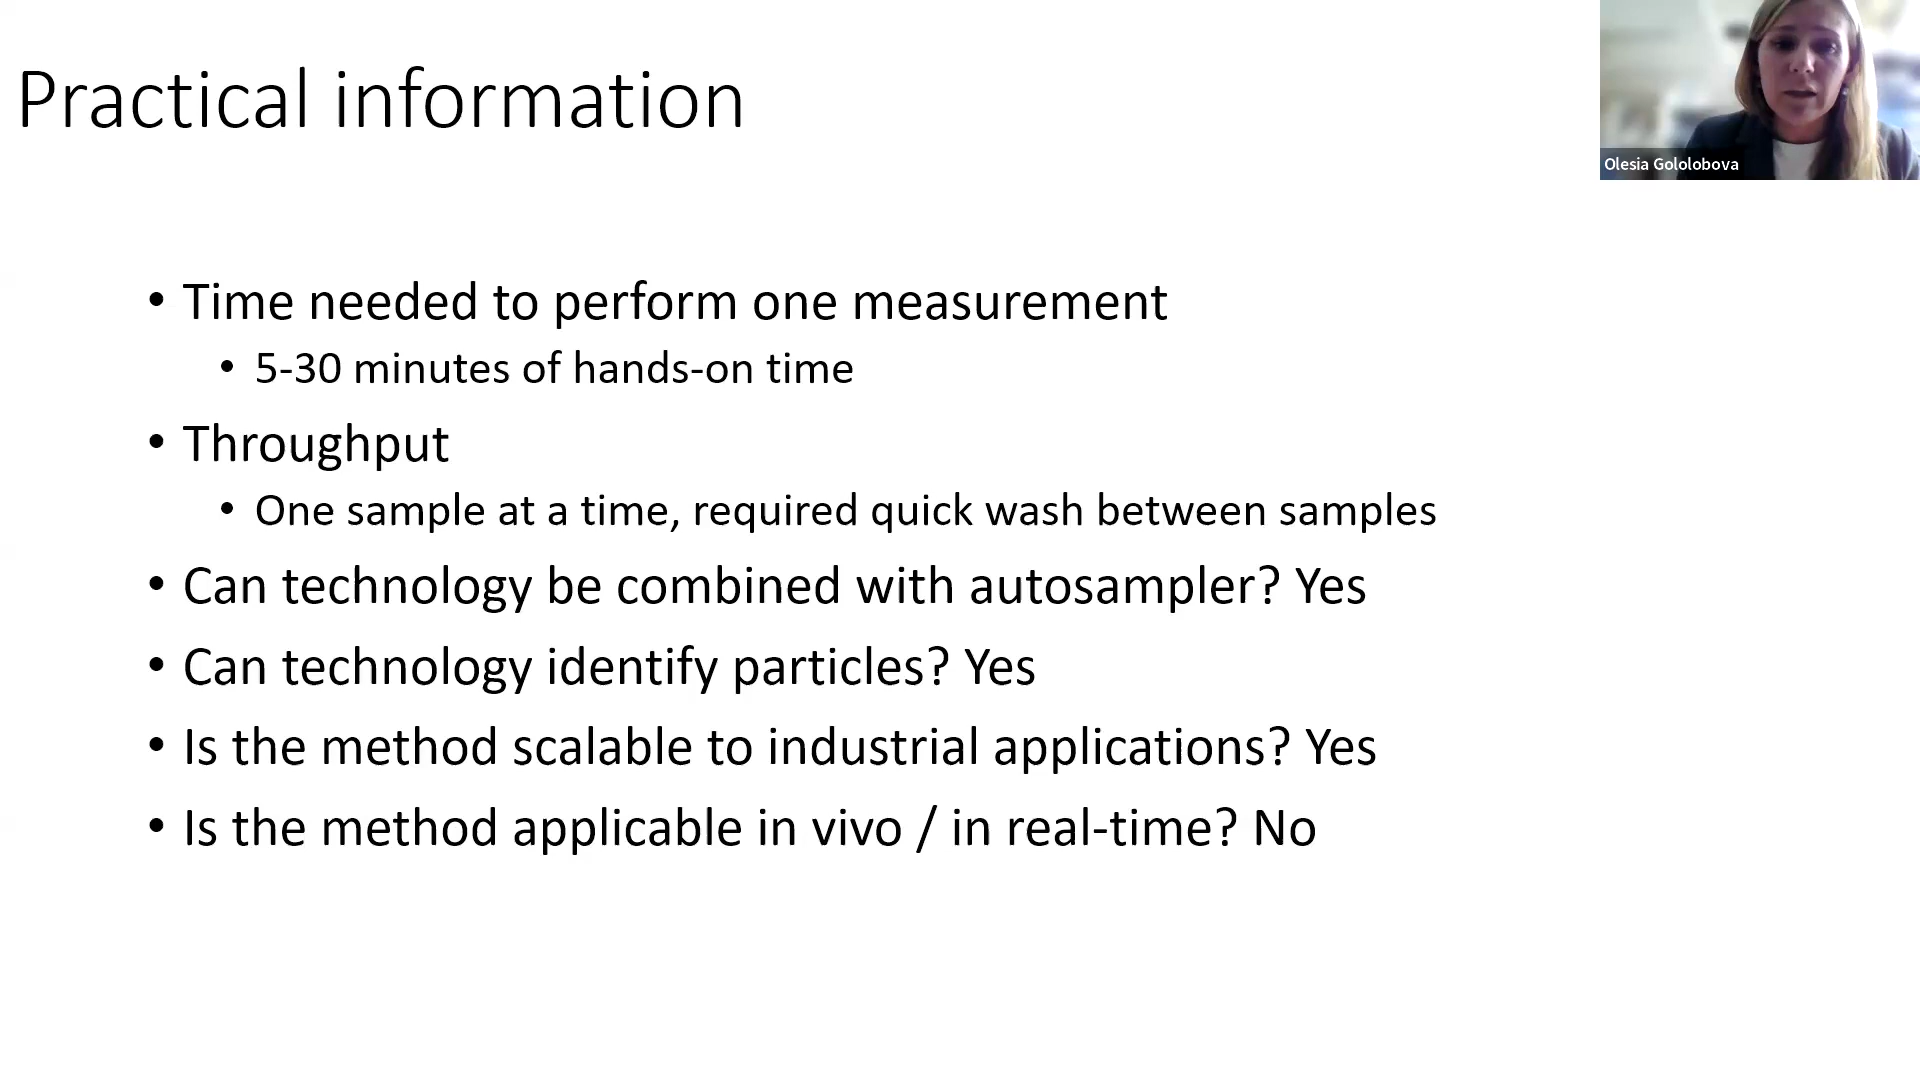 Practical information
Olesia Gololobova
• Time needed to perform one measurement
• 5-30 minutes of hands-on time
• Throughput
• One sample at a time, required quick wash between samples
• Can technology be combined with autosampler? Yes
• Can technology identify particles? Yes
• Is the method scalable to industrial applications? Yes
• Is the method applicable in vivo / in real-time? No